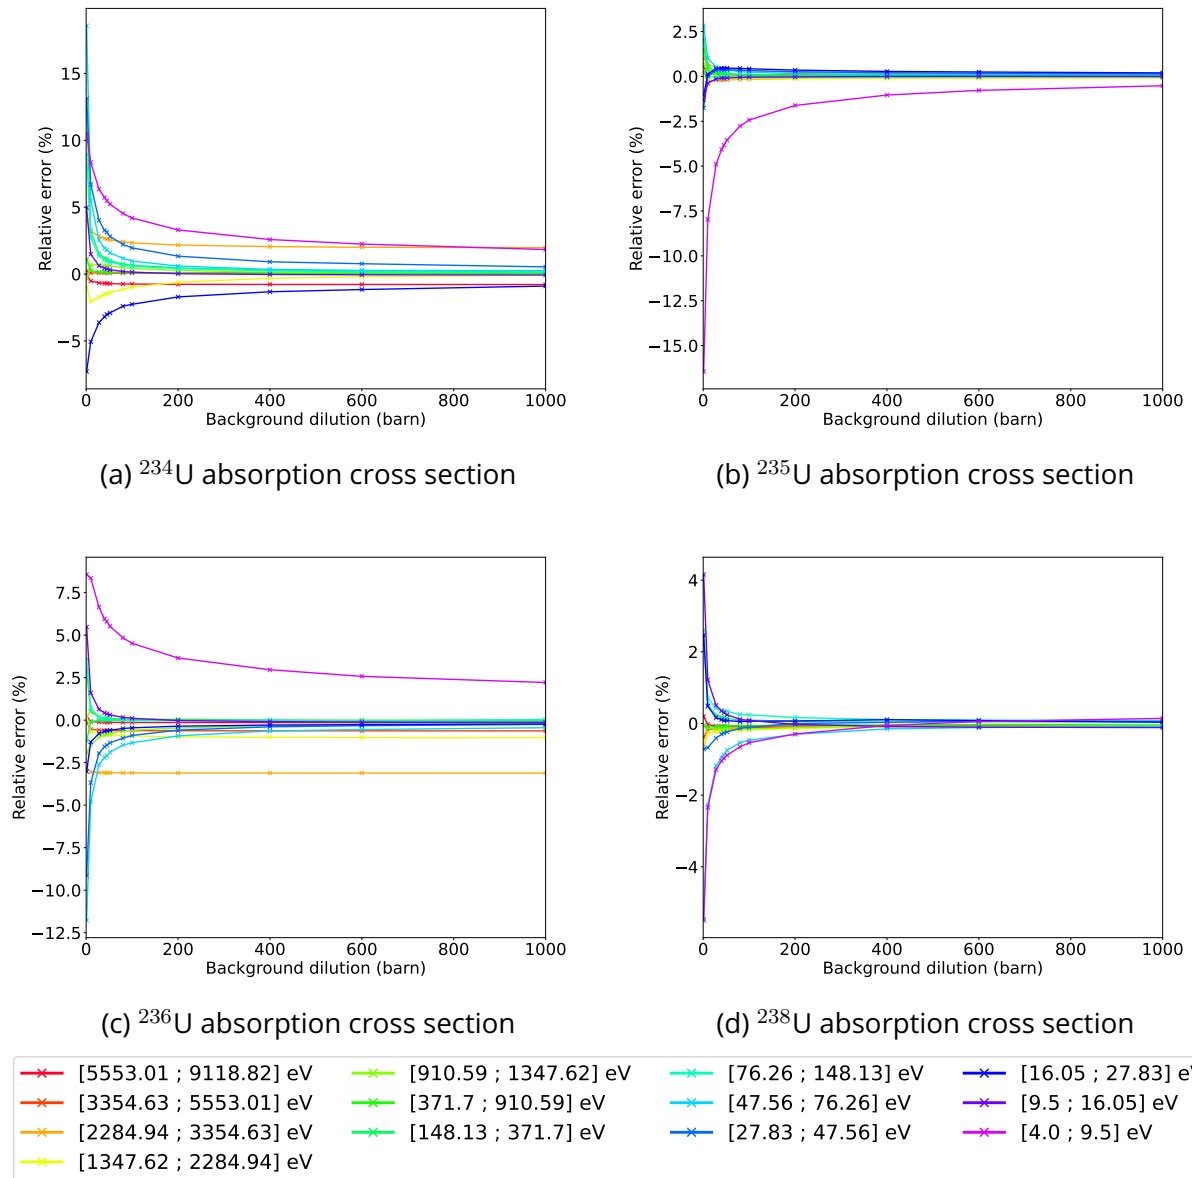 15
10
5
0
−5
Relative error (%)
0 200 400 600 800 1000
Background dilution (barn)
(a) ²³⁴U absorption cross section
2.5
0.0
−2.5
−5.0
−7.5
−10.0
−12.5
−15.0
Relative error (%)
0 200 400 600 800 1000
Background dilution (barn)
(b) ²³⁵U absorption cross section
7.5
5.0
2.5
0.0
−2.5
−5.0
−7.5
−10.0
−12.5
Relative error (%)
0 200 400 600 800 1000
Background dilution (barn)
(c) ²³⁶U absorption cross section
4
2
0
−2
−4
Relative error (%)
0 200 400 600 800 1000
Background dilution (barn)
(d) ²³⁸U absorption cross section
[5553.01 ; 9118.82] eV
[3354.63 ; 5553.01] eV
[2284.94 ; 3354.63] eV
[1347.62 ; 2284.94] eV
[910.59 ; 1347.62] eV
[371.7 ; 910.59] eV
[148.13 ; 371.7] eV
[76.26 ; 148.13] eV
[47.56 ; 76.26] eV
[27.83 ; 47.56] eV
[16.05 ; 27.83] eV
[9.5 ; 16.05] eV
[4.0 ; 9.5] eV